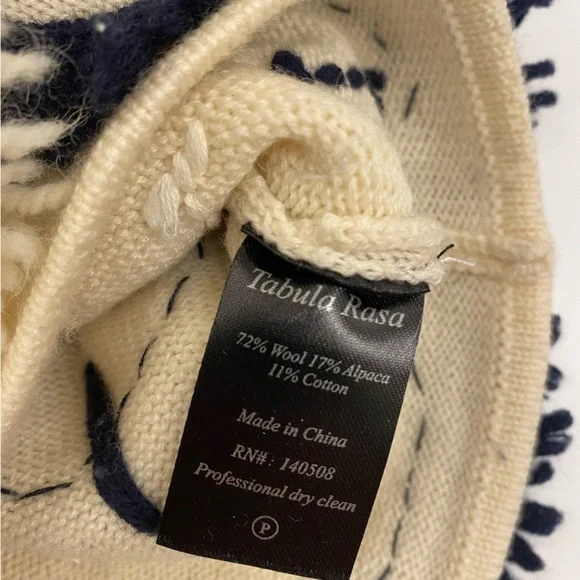 Tabula Rasa
72% Wool 17% Alpaca
11% Cotton
Made in China
RN#: 140508
Professional dry clean
P